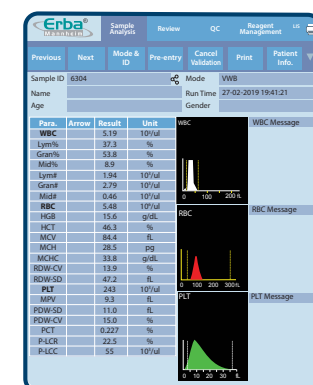 Erba®
Mannheim
Sample Analysis
Review
QC
Reagent Management
LIS
Previous
Next
Mode & ID
Pre-entry
Cancel Validation
Print
Patient Info.
Sample ID 6304 Mode VWB
Name Run Time 27-02-2019 19:41:21
Age Gender
Para. Arrow Result Unit
WBC 5.19 10³/ul
Lym% 37.3 %
Gran% 53.8 %
Mid% 8.9 %
Lym# 1.94 10³/ul
Gran# 2.79 10³/ul
Mid# 0.46 10³/ul
RBC 5.48 10⁶/ul
HGB 15.6 g/dL
HCT 46.3 %
MCV 84.4 fL
MCH 28.5 pg
MCHC 33.8 g/dL
RDW-CV 13.9 %
RDW-SD 47.2 fL
PLT 243 10³/ul
MPV 9.3 fL
PDW-SD 11.0 fL
PDW-CV 15.0 %
PCT 0.227 %
P-LCR 22.5 %
P-LCC 55 10³/ul
WBC
WBC Message
0 100 200 fL
RBC
RBC Message
0 100 200 300 fL
PLT
PLT Message
0 10 20 30 fL